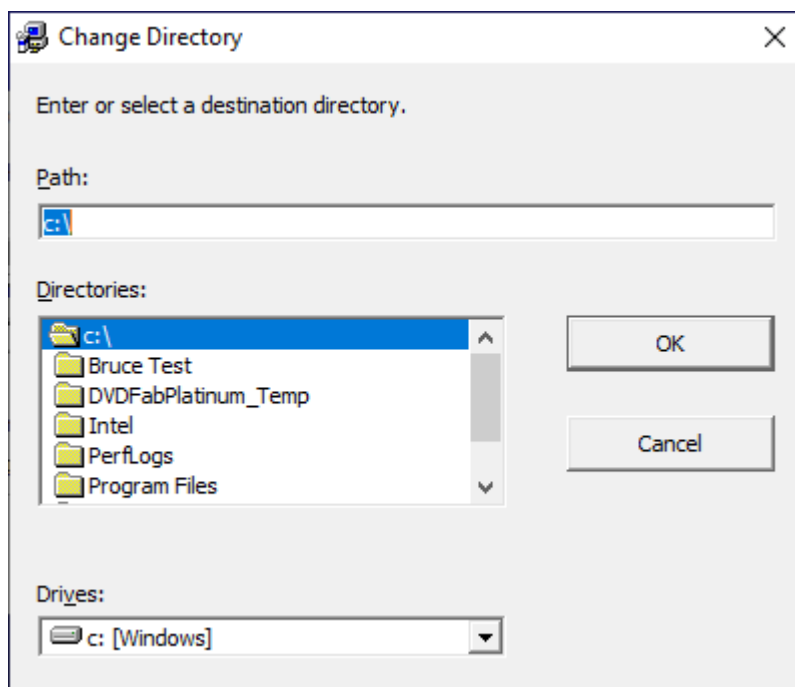 Change Directory
Enter or select a destination directory.
Path:
c:\
Directories:
c:\
Bruce Test
DVDFabPlatinum_Temp
Intel
PerfLogs
Program Files
OK
Cancel
Drives:
c: [Windows]